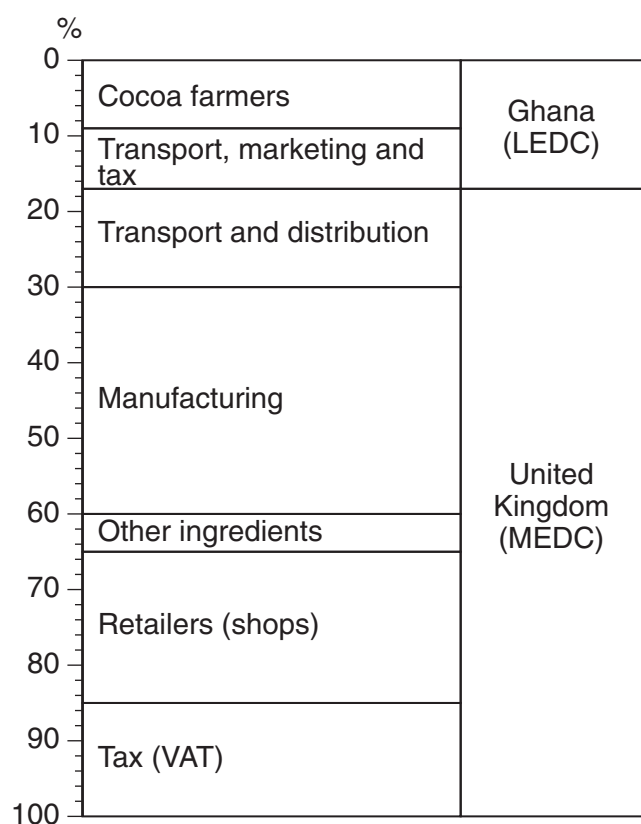 %
0
Cocoa farmers
Ghana
(LEDC)
10
Transport, marketing and
tax
20
Transport and distribution
30
40
Manufacturing
50
United
Kingdom
(MEDC)
60
Other ingredients
70
Retailers (shops)
80
90
Tax (VAT)
100